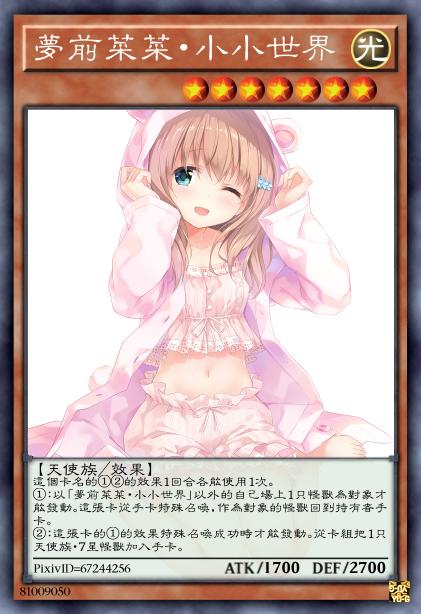 夢前菜菜・小小世界
光
【天使族／效果】
這個卡名的①②的效果1回合各能使用1次。
①:以「夢前菜菜・小小世界」以外的自己場上1只怪獸為對象才
能發動。這張卡從手卡特殊召喚,作為對象的怪獸回到持有者手
卡。
②:這張卡的①的效果特殊召喚成功時才能發動。從卡組把1只
天使族・7星怪獸加入手卡。
PixivID=67244256 ATK/1700 DEF/2700
81009050